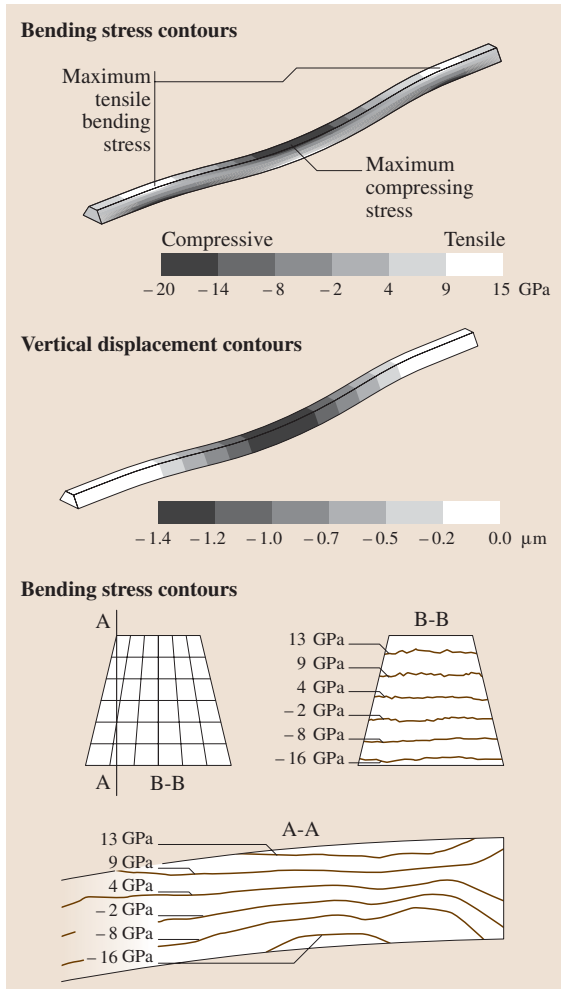 Bending stress contours
Maximum
tensile
bending
stress
Maximum
compressing
stress
Compressive Tensile
– 20 – 14 – 8 – 2 4 9 15 GPa
Vertical displacement contours
– 1.4 – 1.2 – 1.0 – 0.7 – 0.5 – 0.2 0.0 μm
Bending stress contours
A
A B-B
B-B
13 GPa
9 GPa
4 GPa
– 2 GPa
– 8 GPa
– 16 GPa
A-A
13 GPa
9 GPa
4 GPa
– 2 GPa
– 8 GPa
– 16 GPa